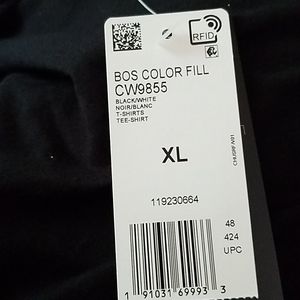 RFID
BOS COLOR FILL
CW9855
BLACK/WHITE
NOIR/BLANC
T-SHIRTS
TEE-SHIRT
XL
119230664
48
424
UPC
1 91031 69993 3